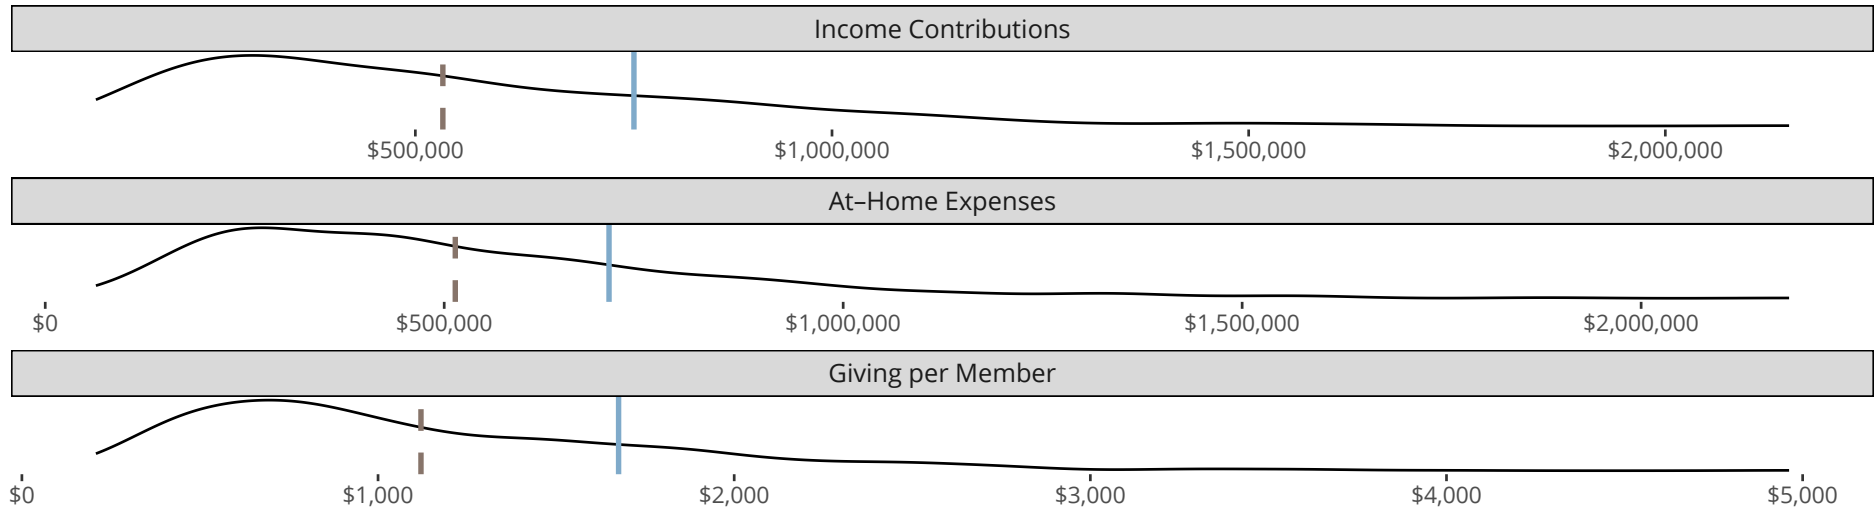 Income Contributions
$500,000 $1,000,000 $1,500,000 $2,000,000
At–Home Expenses
$0 $500,000 $1,000,000 $1,500,000 $2,000,000
Giving per Member
$0 $1,000 $2,000 $3,000 $4,000 $5,000